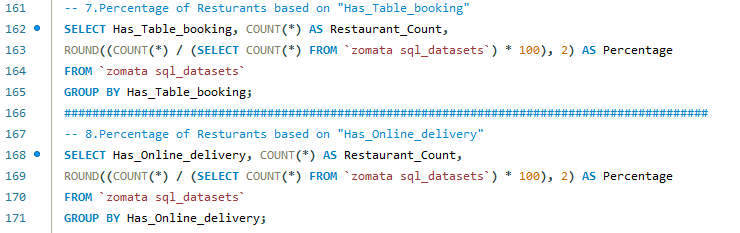 161 -- 7.Percentage of Resturants based on "Has_Table_booking"
162 SELECT Has_Table_booking, COUNT(*) AS Restaurant_Count,
163 ROUND((COUNT(*) / (SELECT COUNT(*) FROM `zomata sql_datasets`) * 100), 2) AS Percentage
164 FROM `zomata sql_datasets`
165 GROUP BY Has_Table_booking;
166 ############################################################################################
167 -- 8.Percentage of Resturants based on "Has_Online_delivery"
168 SELECT Has_Online_delivery, COUNT(*) AS Restaurant_Count,
169 ROUND((COUNT(*) / (SELECT COUNT(*) FROM `zomata sql_datasets`) * 100), 2) AS Percentage
170 FROM `zomata sql_datasets`
171 GROUP BY Has_Online_delivery;